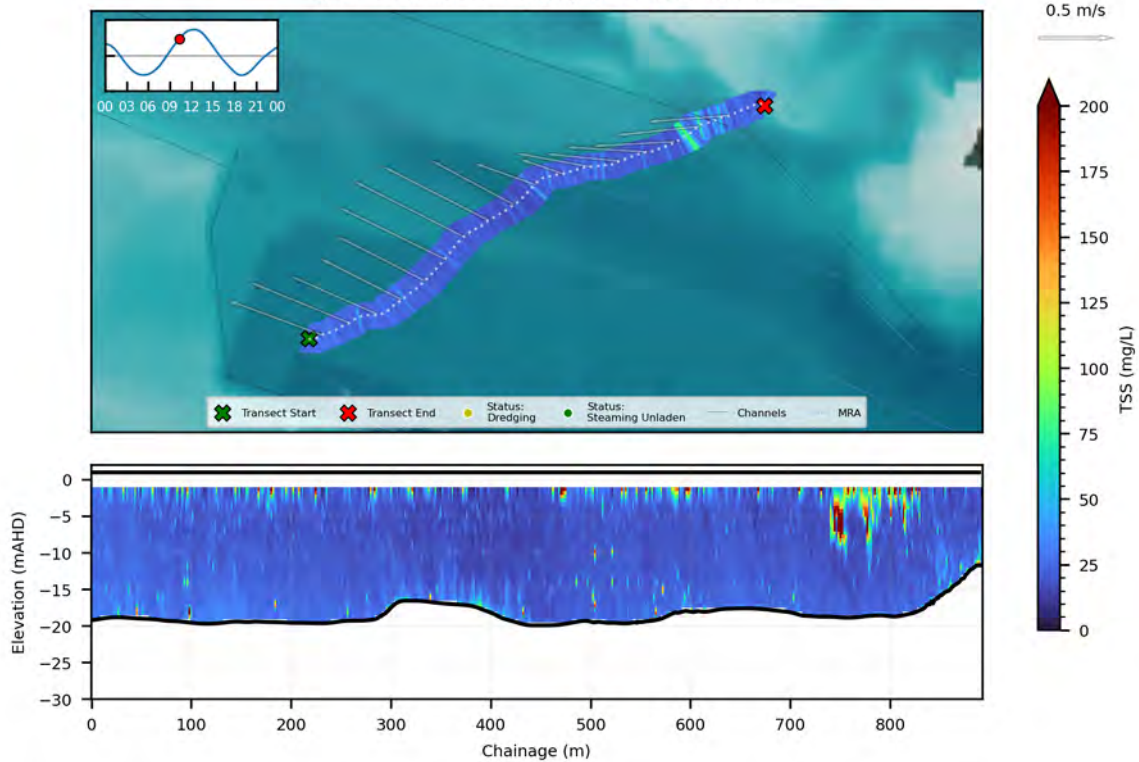 0.5 m/s
00 03 06 09 12 15 18 21 00
Transect Start
Transect End
Status:
Dredging
Status:
Steaming Unladen
Channels
MRA
200
175
150
125
100
75
50
25
0
TSS (mg/L)
0
−5
−10
−15
−20
−25
−30
Elevation (mAHD)
0 100 200 300 400 500 600 700 800
Chainage (m)